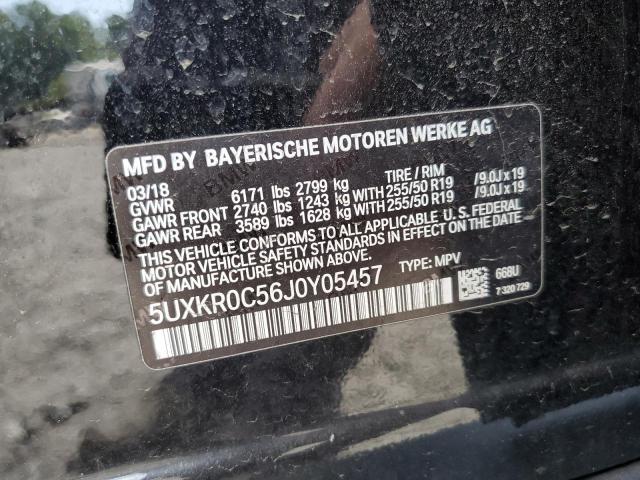 MFD BY BAYERISCHE MOTOREN WERKE AG
03/18 TIRE / RIM
GVWR 6171 lbs 2799 kg
GAWR FRONT 2740 lbs 1243 kg WITH 255/50 R19 /9.0J x 19
GAWR REAR 3589 lbs 1628 kg WITH 255/50 R19 /9.0J x 19
THIS VEHICLE CONFORMS TO ALL APPLICABLE U.S. FEDERAL
MOTOR VEHICLE SAFETY STANDARDS IN EFFECT ON THE DATE
OF MANUFACTURE SHOWN ABOVE.
5UXKR0C56J0Y05457 TYPE: MPV
668U
7 320 729